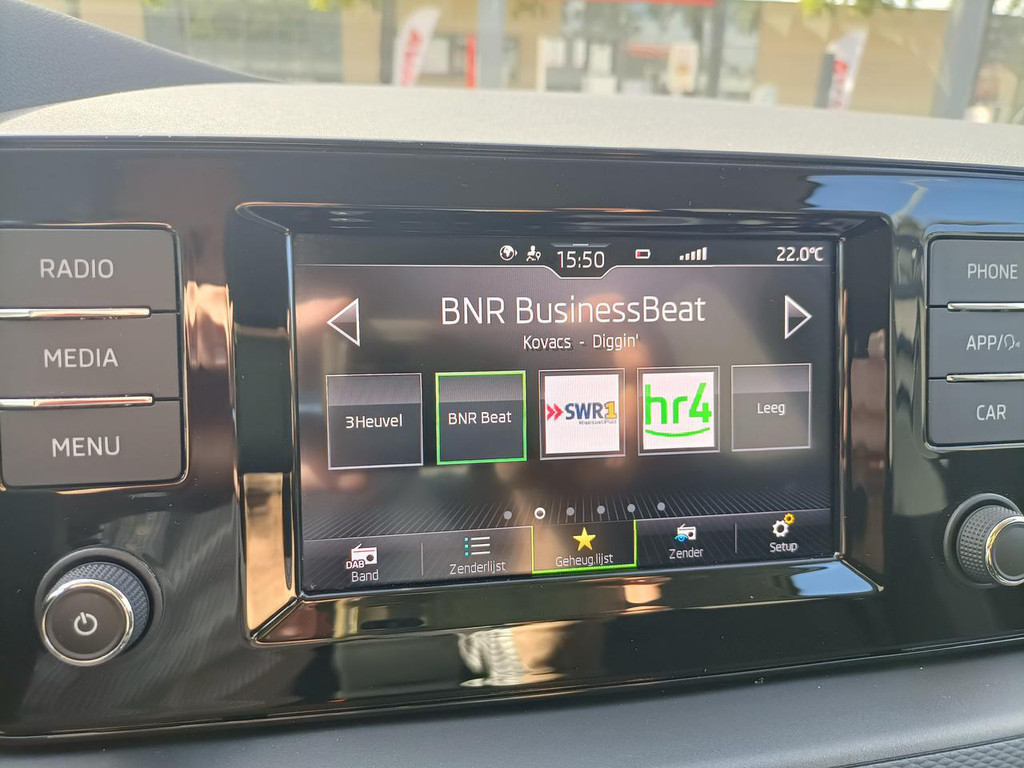 RADIO
MEDIA
MENU
15:50
22.0°C
BNR BusinessBeat
Kovacs - Diggin'
3Heuvel
BNR Beat
SWR1
hr4
Leeg
DAB
Band
Zenderlijst
Geheug.lijst
Zender
Setup
PHONE
APP/
CAR